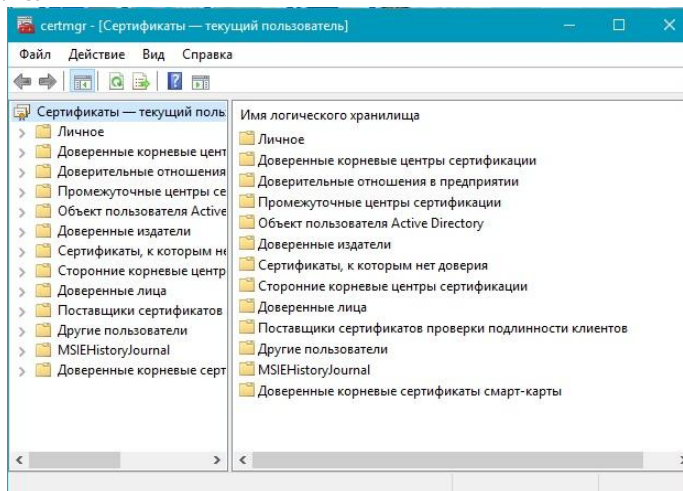 certmgr - [Сертификаты — текущий пользователь]
Файл Действие Вид Справка
Сертификаты — текущий поль
Личное
Доверенные корневые цент
Доверительные отношения
Промежуточные центры се
Объект пользователя Active
Доверенные издатели
Сертификаты, к которым не
Сторонние корневые центр
Доверенные лица
Поставщики сертификатов
Другие пользователи
MSIEHistoryJournal
Доверенные корневые серт
Имя логического хранилища
Личное
Доверенные корневые центры сертификации
Доверительные отношения в предприятии
Промежуточные центры сертификации
Объект пользователя Active Directory
Доверенные издатели
Сертификаты, к которым нет доверия
Сторонние корневые центры сертификации
Доверенные лица
Поставщики сертификатов проверки подлинности клиентов
Другие пользователи
MSIEHistoryJournal
Доверенные корневые сертификаты смарт-карты